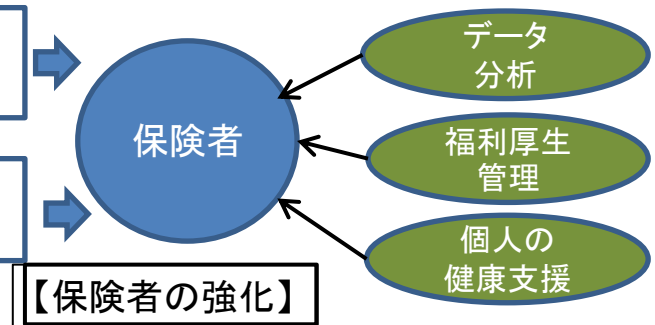 データ
分析
保険者
福利厚生
管理
個人の
健康支援
【保険者の強化】